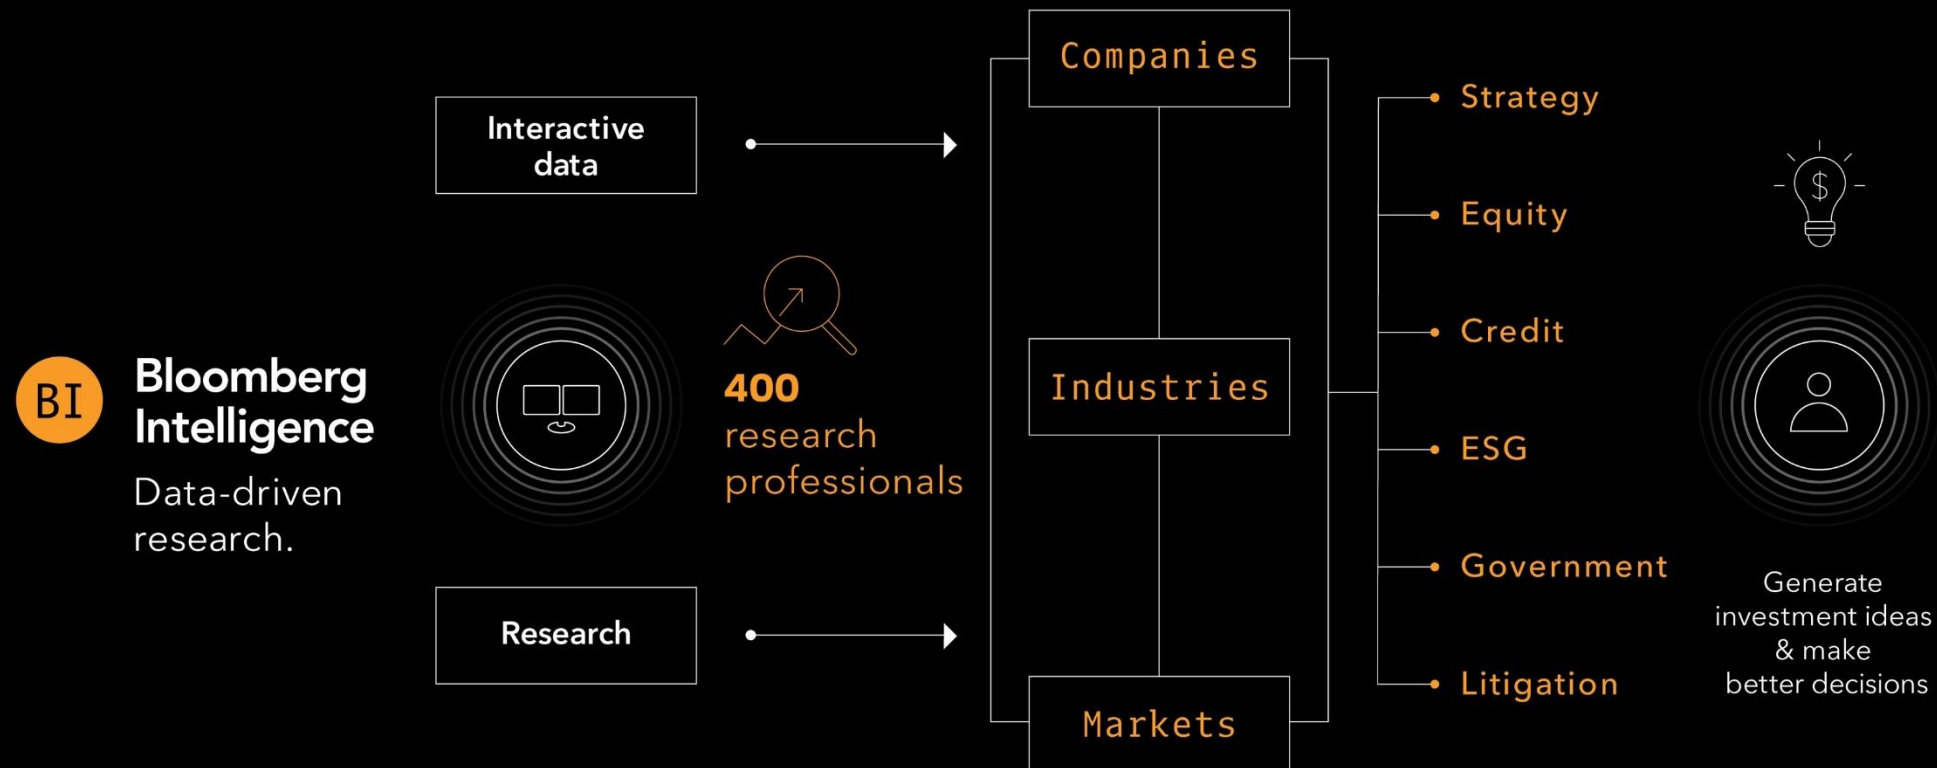 BI
Bloomberg
Intelligence
Data-driven
research.
Interactive
data
400
research
professionals
Research
Companies
Industries
Markets
Strategy
Equity
Credit
ESG
Government
Litigation
$
Generate
investment ideas
& make
better decisions